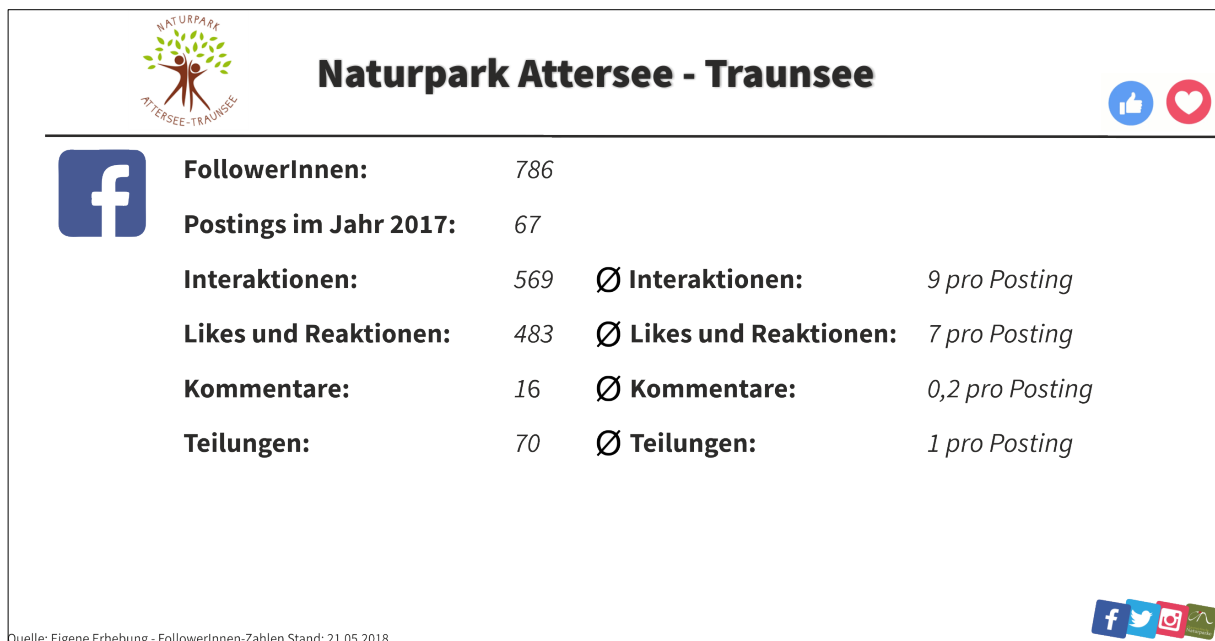 NATURPARK
ATTERSEE-TRAUNSEE
Naturpark Attersee - Traunsee
FollowerInnen: 786
Postings im Jahr 2017: 67
Interaktionen: 569 Ø Interaktionen: 9 pro Posting
Likes und Reaktionen: 483 Ø Likes und Reaktionen: 7 pro Posting
Kommentare: 16 Ø Kommentare: 0,2 pro Posting
Teilungen: 70 Ø Teilungen: 1 pro Posting
Quelle: Eigene Erhebung - FollowerInnen-Zahlen Stand: 21.05.2018